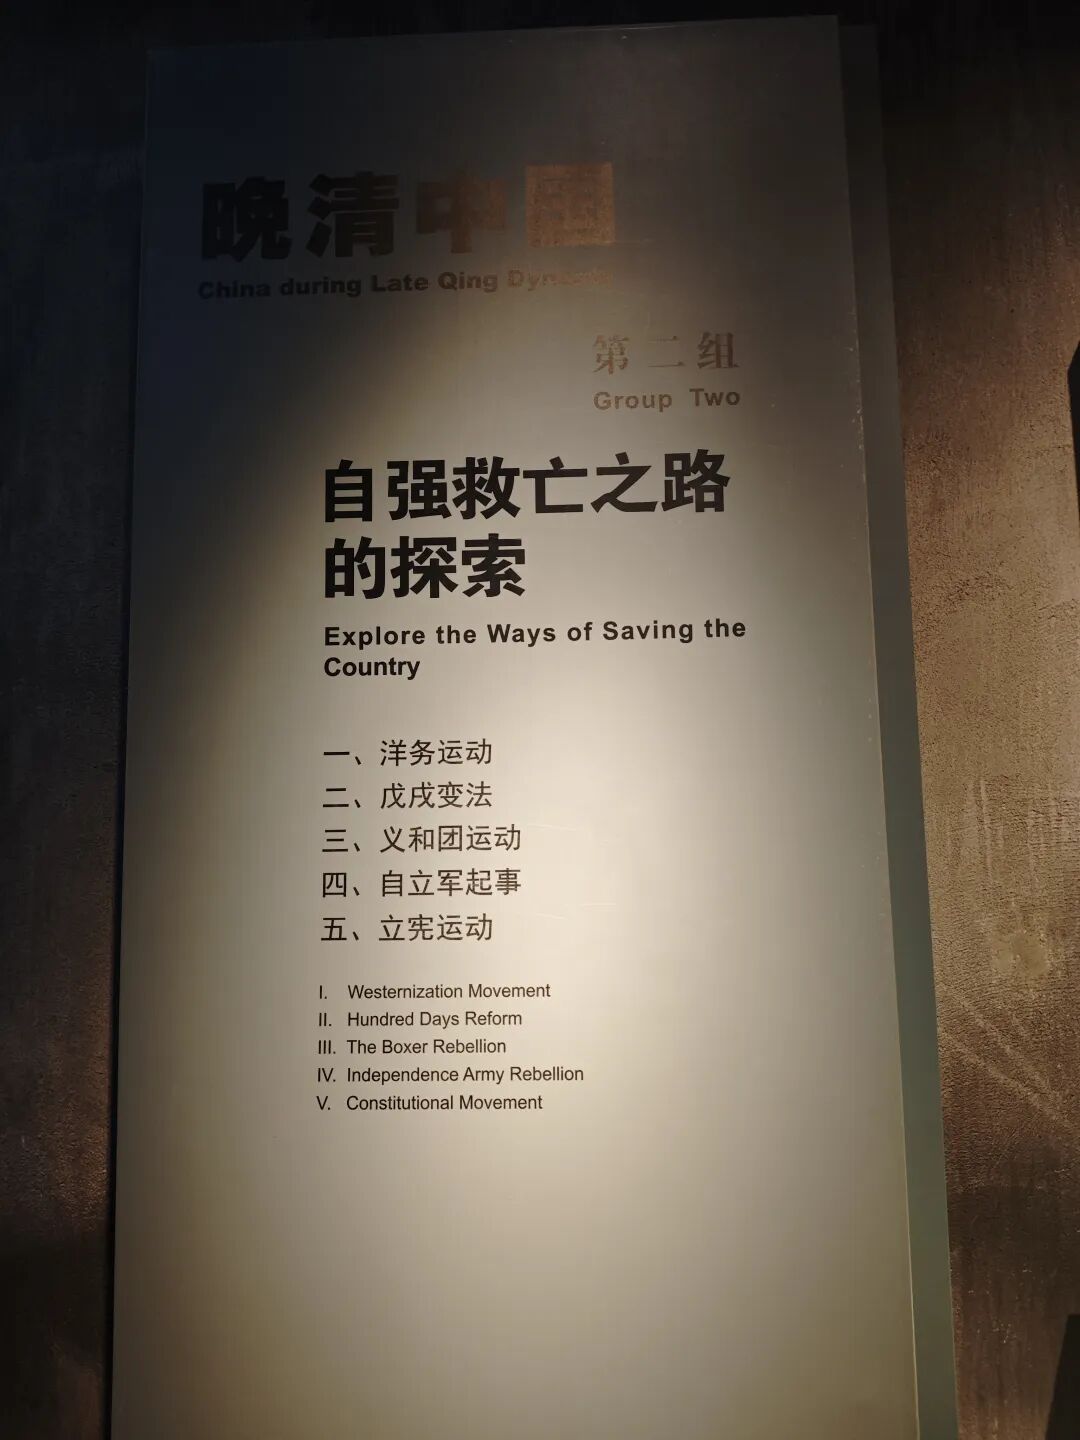 晚清中国
China during Late Qing Dynasty
第二组
Group Two
自强救亡之路
的探索
Explore the Ways of Saving the
Country
一、洋务运动
二、戊戌变法
三、义和团运动
四、自立军起事
五、立宪运动
I. Westernization Movement
II. Hundred Days Reform
III. The Boxer Rebellion
IV. Independence Army Rebellion
V. Constitutional Movement